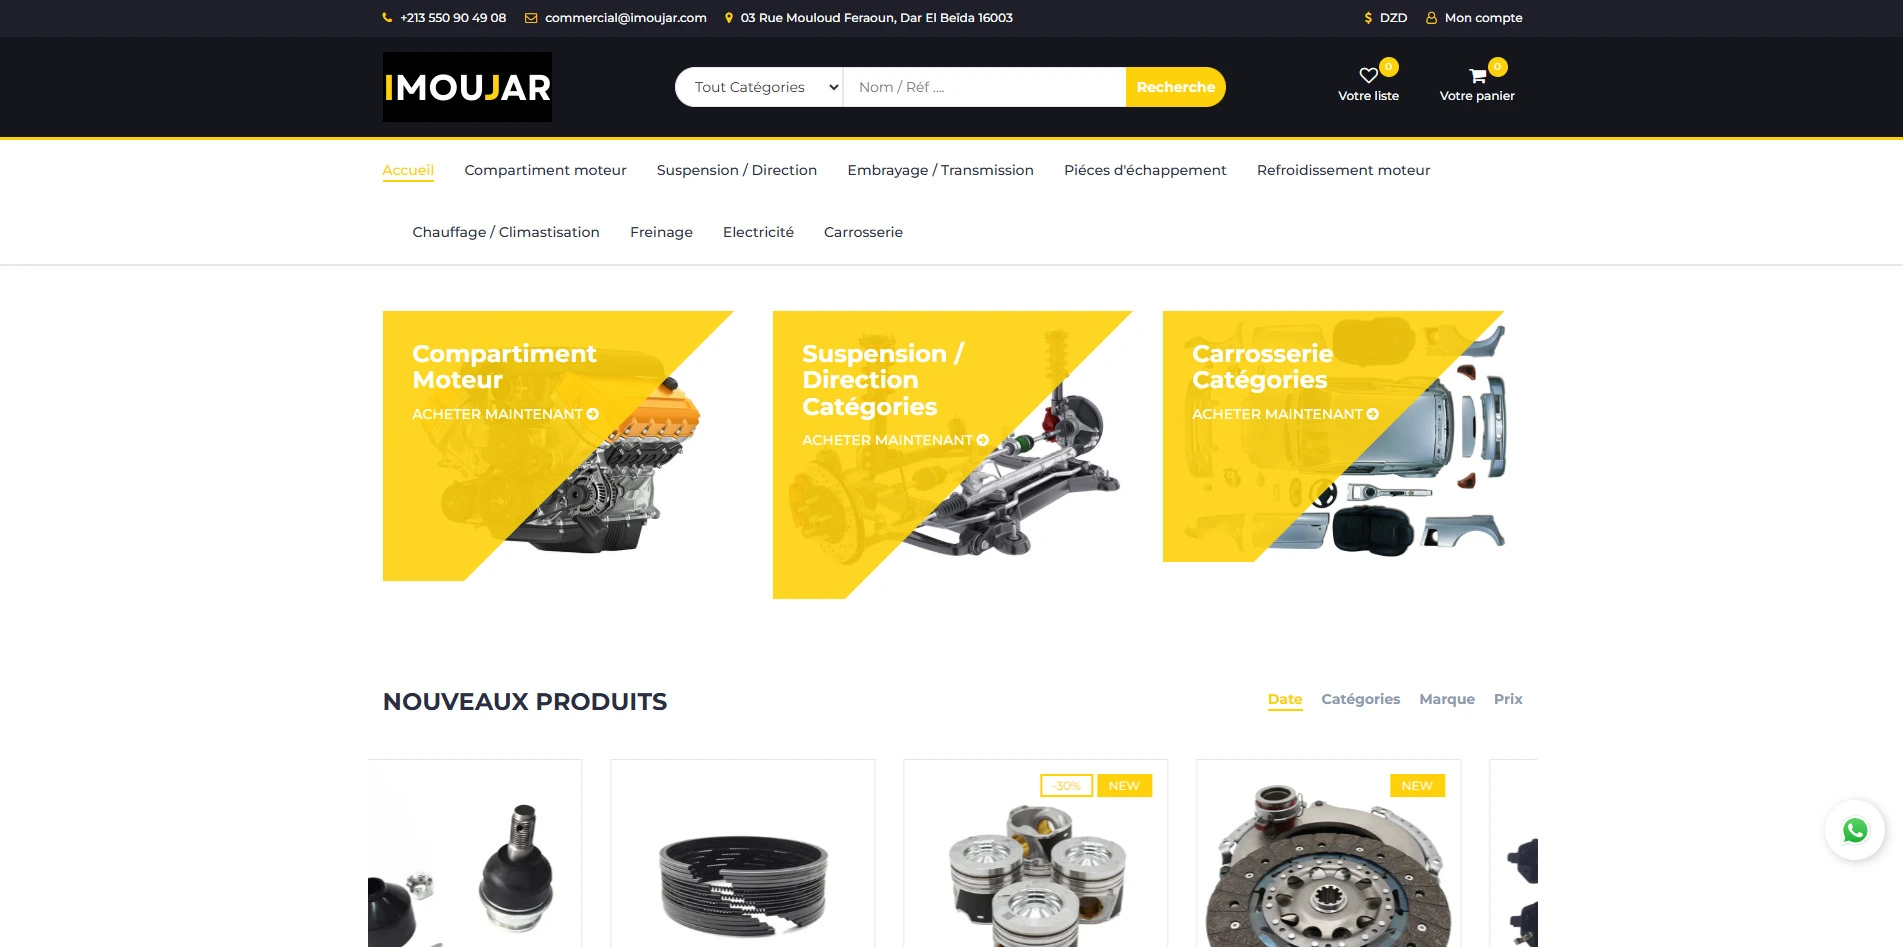 +213 550 90 49 08 commercial@imoujar.com 03 Rue Mouloud Feraoun, Dar El Beïda 16003 $ DZD Mon compte
IMOUJAR
Tout Catégories Nom / Réf .... Recherche
0
Votre liste
0
Votre panier
Accueil Compartiment moteur Suspension / Direction Embrayage / Transmission Piéces d'échappement Refroidissement moteur
Chauffage / Climastisation Freinage Electricité Carrosserie
Compartiment
Moteur
ACHETER MAINTENANT
Suspension /
Direction
Catégories
ACHETER MAINTENANT
Carrosserie
Catégories
ACHETER MAINTENANT
NOUVEAUX PRODUITS
Date Catégories Marque Prix
-30% NEW
NEW